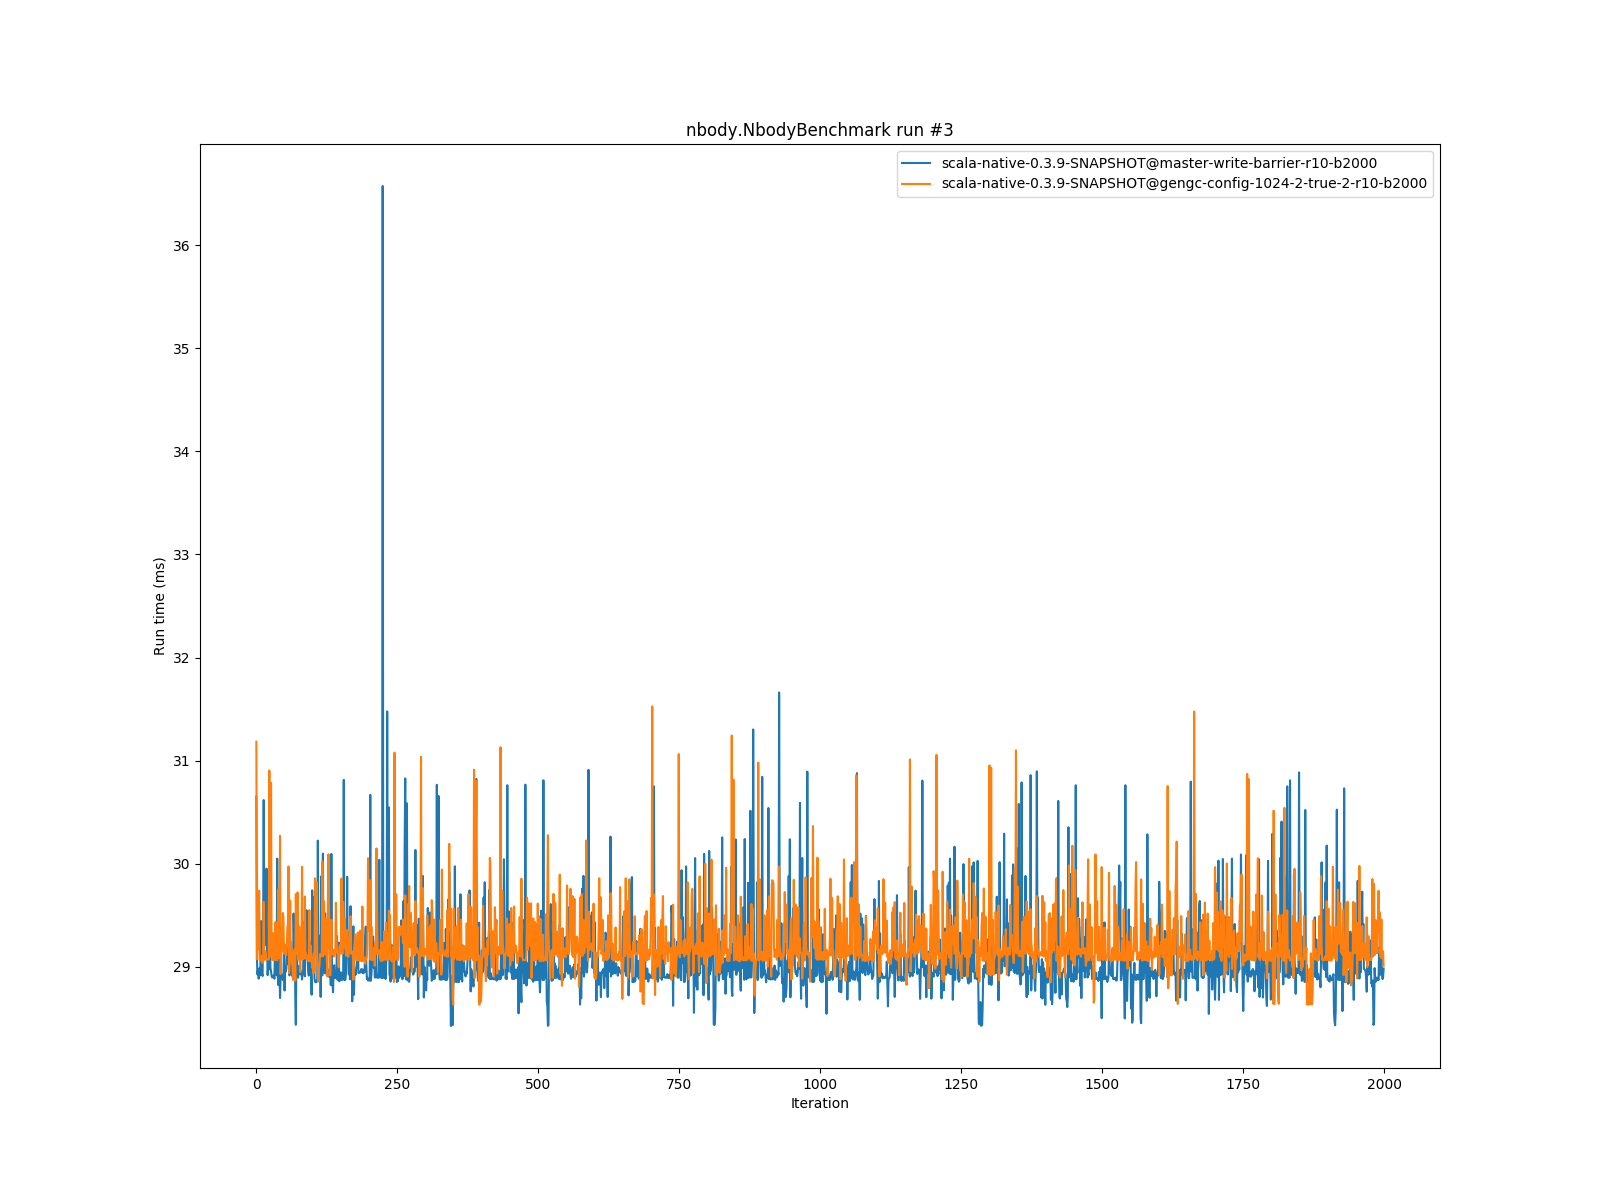 nbody.NbodyBenchmark run #3
scala-native-0.3.9-SNAPSHOT@master-write-barrier-r10-b2000
scala-native-0.3.9-SNAPSHOT@gengc-config-1024-2-true-2-r10-b2000
36
35
34
33
32
31
30
29
Run time (ms)
0 250 500 750 1000 1250 1500 1750 2000
Iteration